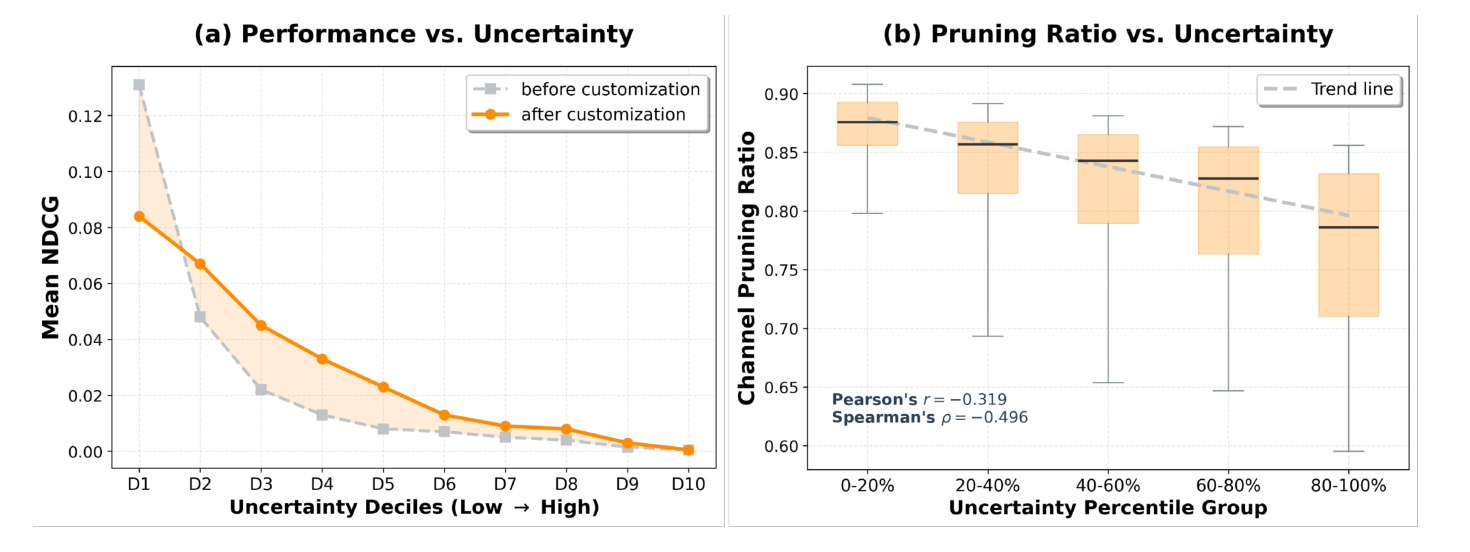 (a) Performance vs. Uncertainty
before customization
after customization
Mean NDCG
0.12
0.10
0.08
0.06
0.04
0.02
0.00
D1 D2 D3 D4 D5 D6 D7 D8 D9 D10
Uncertainty Deciles (Low → High)
(b) Pruning Ratio vs. Uncertainty
Trend line
Channel Pruning Ratio
0.90
0.85
0.80
0.75
0.70
0.65
0.60
Pearson's r = −0.319
Spearman's ρ = −0.496
0-20% 20-40% 40-60% 60-80% 80-100%
Uncertainty Percentile Group